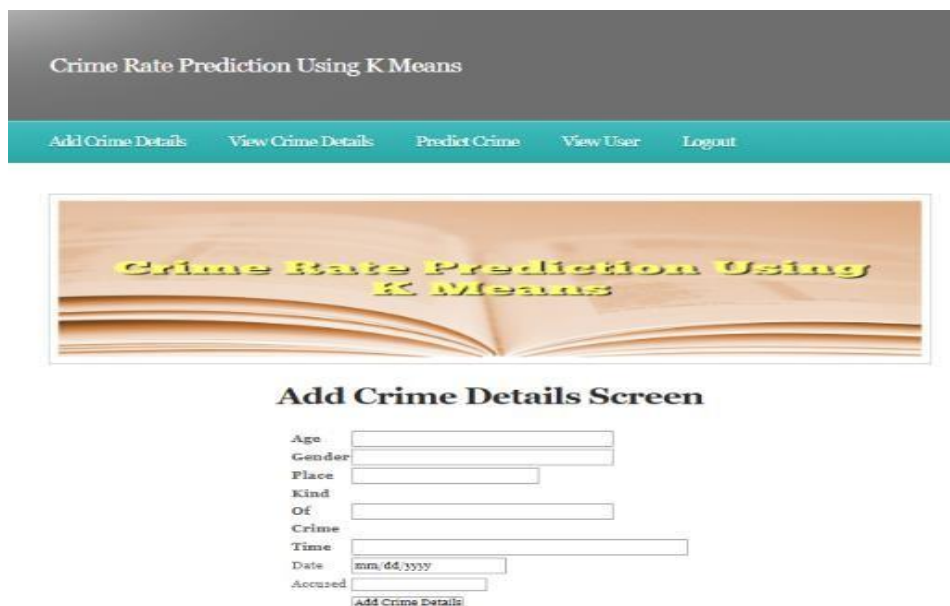 Crime Rate Prediction Using K Means
Add Crime Details View Crime Details Predict Crime View User Logout
Crime Rate Prediction Using
K Means
Add Crime Details Screen
Age
Gender
Place
Kind
Of
Crime
Time
Date mm/dd/yyyy
Accused
Add Crime Details